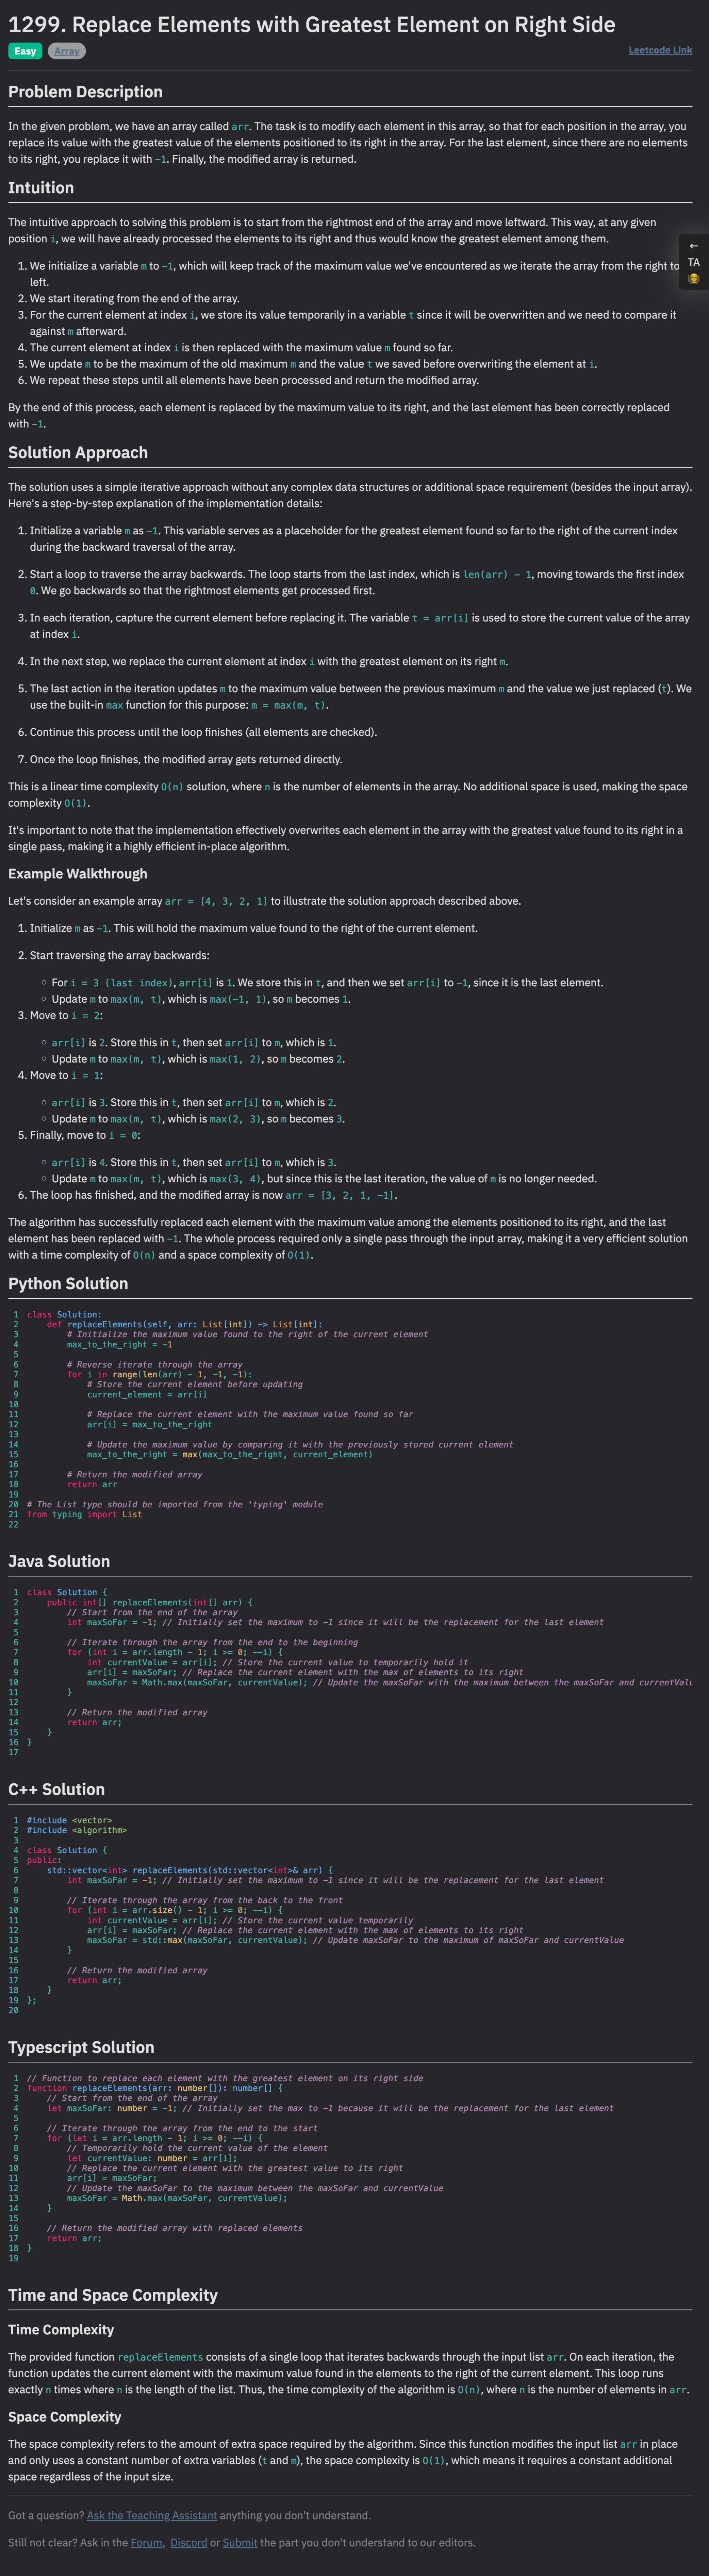 1299. Replace Elements with Greatest Element on Right Side
Easy Array Leetcode Link
Problem Description
In the given problem, we have an array called arr. The task is to modify each element in this array, so that for each position in the array, you
replace its value with the greatest value of the elements positioned to its right in the array. For the last element, since there are no elements
to its right, you replace it with -1. Finally, the modified array is returned.
Intuition
The intuitive approach to solving this problem is to start from the rightmost end of the array and move leftward. This way, at any given
position i, we will have already processed the elements to its right and thus would know the greatest element among them.
←
TA
1. We initialize a variable m to -1, which will keep track of the maximum value we've encountered as we iterate the array from the right to
left.
2. We start iterating from the end of the array.
3. For the current element at index i, we store its value temporarily in a variable t since it will be overwritten and we need to compare it
against m afterward.
4. The current element at index i is then replaced with the maximum value m found so far.
5. We update m to be the maximum of the old maximum m and the value t we saved before overwriting the element at i.
6. We repeat these steps until all elements have been processed and return the modified array.
By the end of this process, each element is replaced by the maximum value to its right, and the last element has been correctly replaced
with -1.
Solution Approach
The solution uses a simple iterative approach without any complex data structures or additional space requirement (besides the input array).
Here's a step-by-step explanation of the implementation details:
1. Initialize a variable m as -1. This variable serves as a placeholder for the greatest element found so far to the right of the current index
during the backward traversal of the array.
2. Start a loop to traverse the array backwards. The loop starts from the last index, which is len(arr) - 1, moving towards the first index
0. We go backwards so that the rightmost elements get processed first.
3. In each iteration, capture the current element before replacing it. The variable t = arr[i] is used to store the current value of the array
at index i.
4. In the next step, we replace the current element at index i with the greatest element on its right m.
5. The last action in the iteration updates m to the maximum value between the previous maximum m and the value we just replaced (t). We
use the built-in max function for this purpose: m = max(m, t).
6. Continue this process until the loop finishes (all elements are checked).
7. Once the loop finishes, the modified array gets returned directly.
This is a linear time complexity O(n) solution, where n is the number of elements in the array. No additional space is used, making the space
complexity O(1).
It's important to note that the implementation effectively overwrites each element in the array with the greatest value found to its right in a
single pass, making it a highly efficient in-place algorithm.
Example Walkthrough
Let's consider an example array arr = [4, 3, 2, 1] to illustrate the solution approach described above.
1. Initialize m as -1. This will hold the maximum value found to the right of the current element.
2. Start traversing the array backwards:
○ For i = 3 (last index), arr[i] is 1. We store this in t, and then we set arr[i] to -1, since it is the last element.
○ Update m to max(m, t), which is max(-1, 1), so m becomes 1.
3. Move to i = 2:
○ arr[i] is 2. Store this in t, then set arr[i] to m, which is 1.
○ Update m to max(m, t), which is max(1, 2), so m becomes 2.
4. Move to i = 1:
○ arr[i] is 3. Store this in t, then set arr[i] to m, which is 2.
○ Update m to max(m, t), which is max(2, 3), so m becomes 3.
5. Finally, move to i = 0:
○ arr[i] is 4. Store this in t, then set arr[i] to m, which is 3.
○ Update m to max(m, t), which is max(3, 4), but since this is the last iteration, the value of m is no longer needed.
6. The loop has finished, and the modified array is now arr = [3, 2, 1, -1].
The algorithm has successfully replaced each element with the maximum value among the elements positioned to its right, and the last
element has been replaced with -1. The whole process required only a single pass through the input array, making it a very efficient solution
with a time complexity of O(n) and a space complexity of O(1).
Python Solution
1 class Solution:
2     def replaceElements(self, arr: List[int]) -> List[int]:
3         # Initialize the maximum value found to the right of the current element
4         max_to_the_right = -1
5
6         # Reverse iterate through the array
7         for i in range(len(arr) - 1, -1, -1):
8             # Store the current element before updating
9             current_element = arr[i]
10
11             # Replace the current element with the maximum value found so far
12             arr[i] = max_to_the_right
13
14             # Update the maximum value by comparing it with the previously stored current element
15             max_to_the_right = max(max_to_the_right, current_element)
16
17         # Return the modified array
18         return arr
19
20 # The List type should be imported from the 'typing' module
21 from typing import List
22
Java Solution
1 class Solution {
2     public int[] replaceElements(int[] arr) {
3         // Start from the end of the array
4         int maxSoFar = -1; // Initially set the maximum to -1 since it will be the replacement for the last element
5
6         // Iterate through the array from the end to the beginning
7         for (int i = arr.length - 1; i >= 0; --i) {
8             int currentValue = arr[i]; // Store the current value to temporarily hold it
9             arr[i] = maxSoFar; // Replace the current element with the max of elements to its right
10             maxSoFar = Math.max(maxSoFar, currentValue); // Update the maxSoFar with the maximum between the maxSoFar and currentValu
11         }
12
13         // Return the modified array
14         return arr;
15     }
16 }
17
C++ Solution
1 #include <vector>
2 #include <algorithm>
3
4 class Solution {
5 public:
6     std::vector<int> replaceElements(std::vector<int>& arr) {
7         int maxSoFar = -1; // Initially set the maximum to -1 since it will be the replacement for the last element
8
9         // Iterate through the array from the back to the front
10         for (int i = arr.size() - 1; i >= 0; --i) {
11             int currentValue = arr[i]; // Store the current value temporarily
12             arr[i] = maxSoFar; // Replace the current element with the max of elements to its right
13             maxSoFar = std::max(maxSoFar, currentValue); // Update maxSoFar to the maximum of maxSoFar and currentValue
14         }
15
16         // Return the modified array
17         return arr;
18     }
19 };
20
Typescript Solution
1 // Function to replace each element with the greatest element on its right side
2 function replaceElements(arr: number[]): number[] {
3     // Start from the end of the array
4     let maxSoFar: number = -1; // Initially set the max to -1 because it will be the replacement for the last element
5
6     // Iterate through the array from the end to the start
7     for (let i = arr.length - 1; i >= 0; --i) {
8         // Temporarily hold the current value of the element
9         let currentValue: number = arr[i];
10         // Replace the current element with the greatest value to its right
11         arr[i] = maxSoFar;
12         // Update the maxSoFar to the maximum between the maxSoFar and currentValue
13         maxSoFar = Math.max(maxSoFar, currentValue);
14     }
15
16     // Return the modified array with replaced elements
17     return arr;
18 }
19
Time and Space Complexity
Time Complexity
The provided function replaceElements consists of a single loop that iterates backwards through the input list arr. On each iteration, the
function updates the current element with the maximum value found in the elements to the right of the current element. This loop runs
exactly n times where n is the length of the list. Thus, the time complexity of the algorithm is O(n), where n is the number of elements in arr.
Space Complexity
The space complexity refers to the amount of extra space required by the algorithm. Since this function modifies the input list arr in place
and only uses a constant number of extra variables (t and m), the space complexity is O(1), which means it requires a constant additional
space regardless of the input size.
Got a question? Ask the Teaching Assistant anything you don't understand.
Still not clear? Ask in the Forum, Discord or Submit the part you don't understand to our editors.